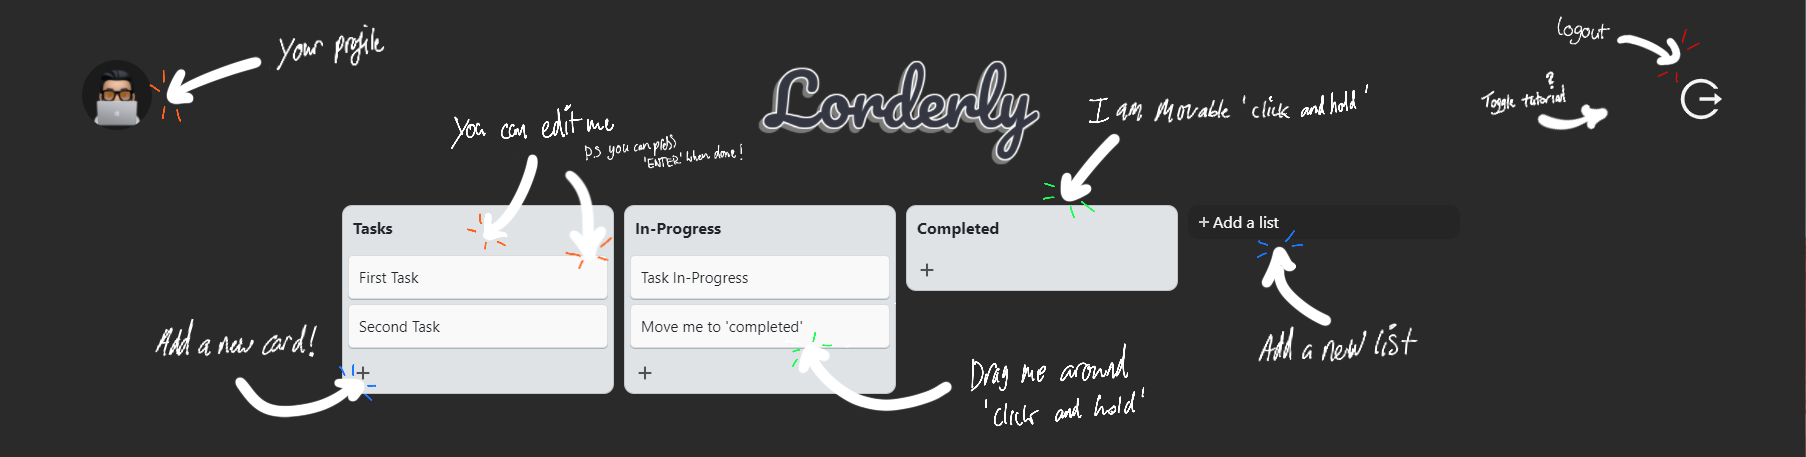 Your profile
logout
?
Toggle tutorial
Lorderly
I am movable 'click and hold'
You can edit me
P.S you can press
'ENTER' when done!
Tasks
First Task
Second Task
+
In-Progress
Task In-Progress
Move me to 'completed'
+
Completed
+
+ Add a list
Add a new card!
Drag me around
'click and hold'
Add a new list